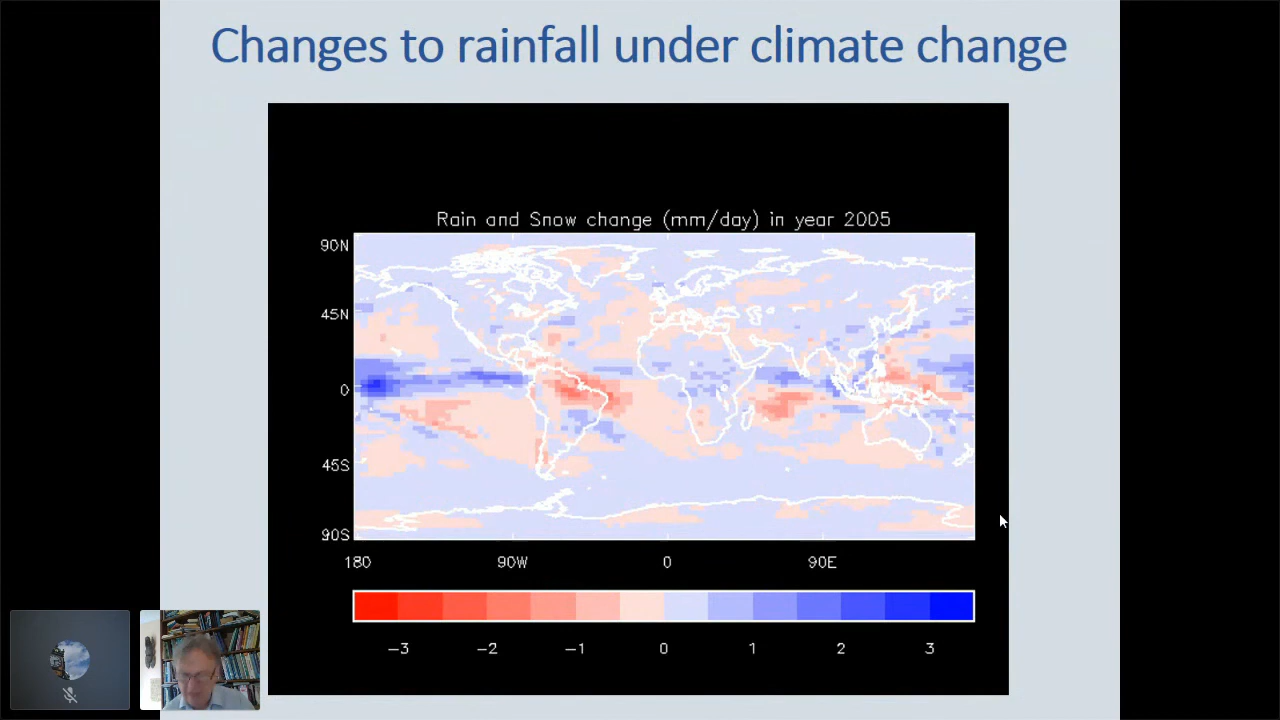 Changes to rainfall under climate change
Rain and Snow change (mm/day) in year 2005
90N
45N
0
45S
90S
180 90W 0 90E
-3 -2 -1 0 1 2 3